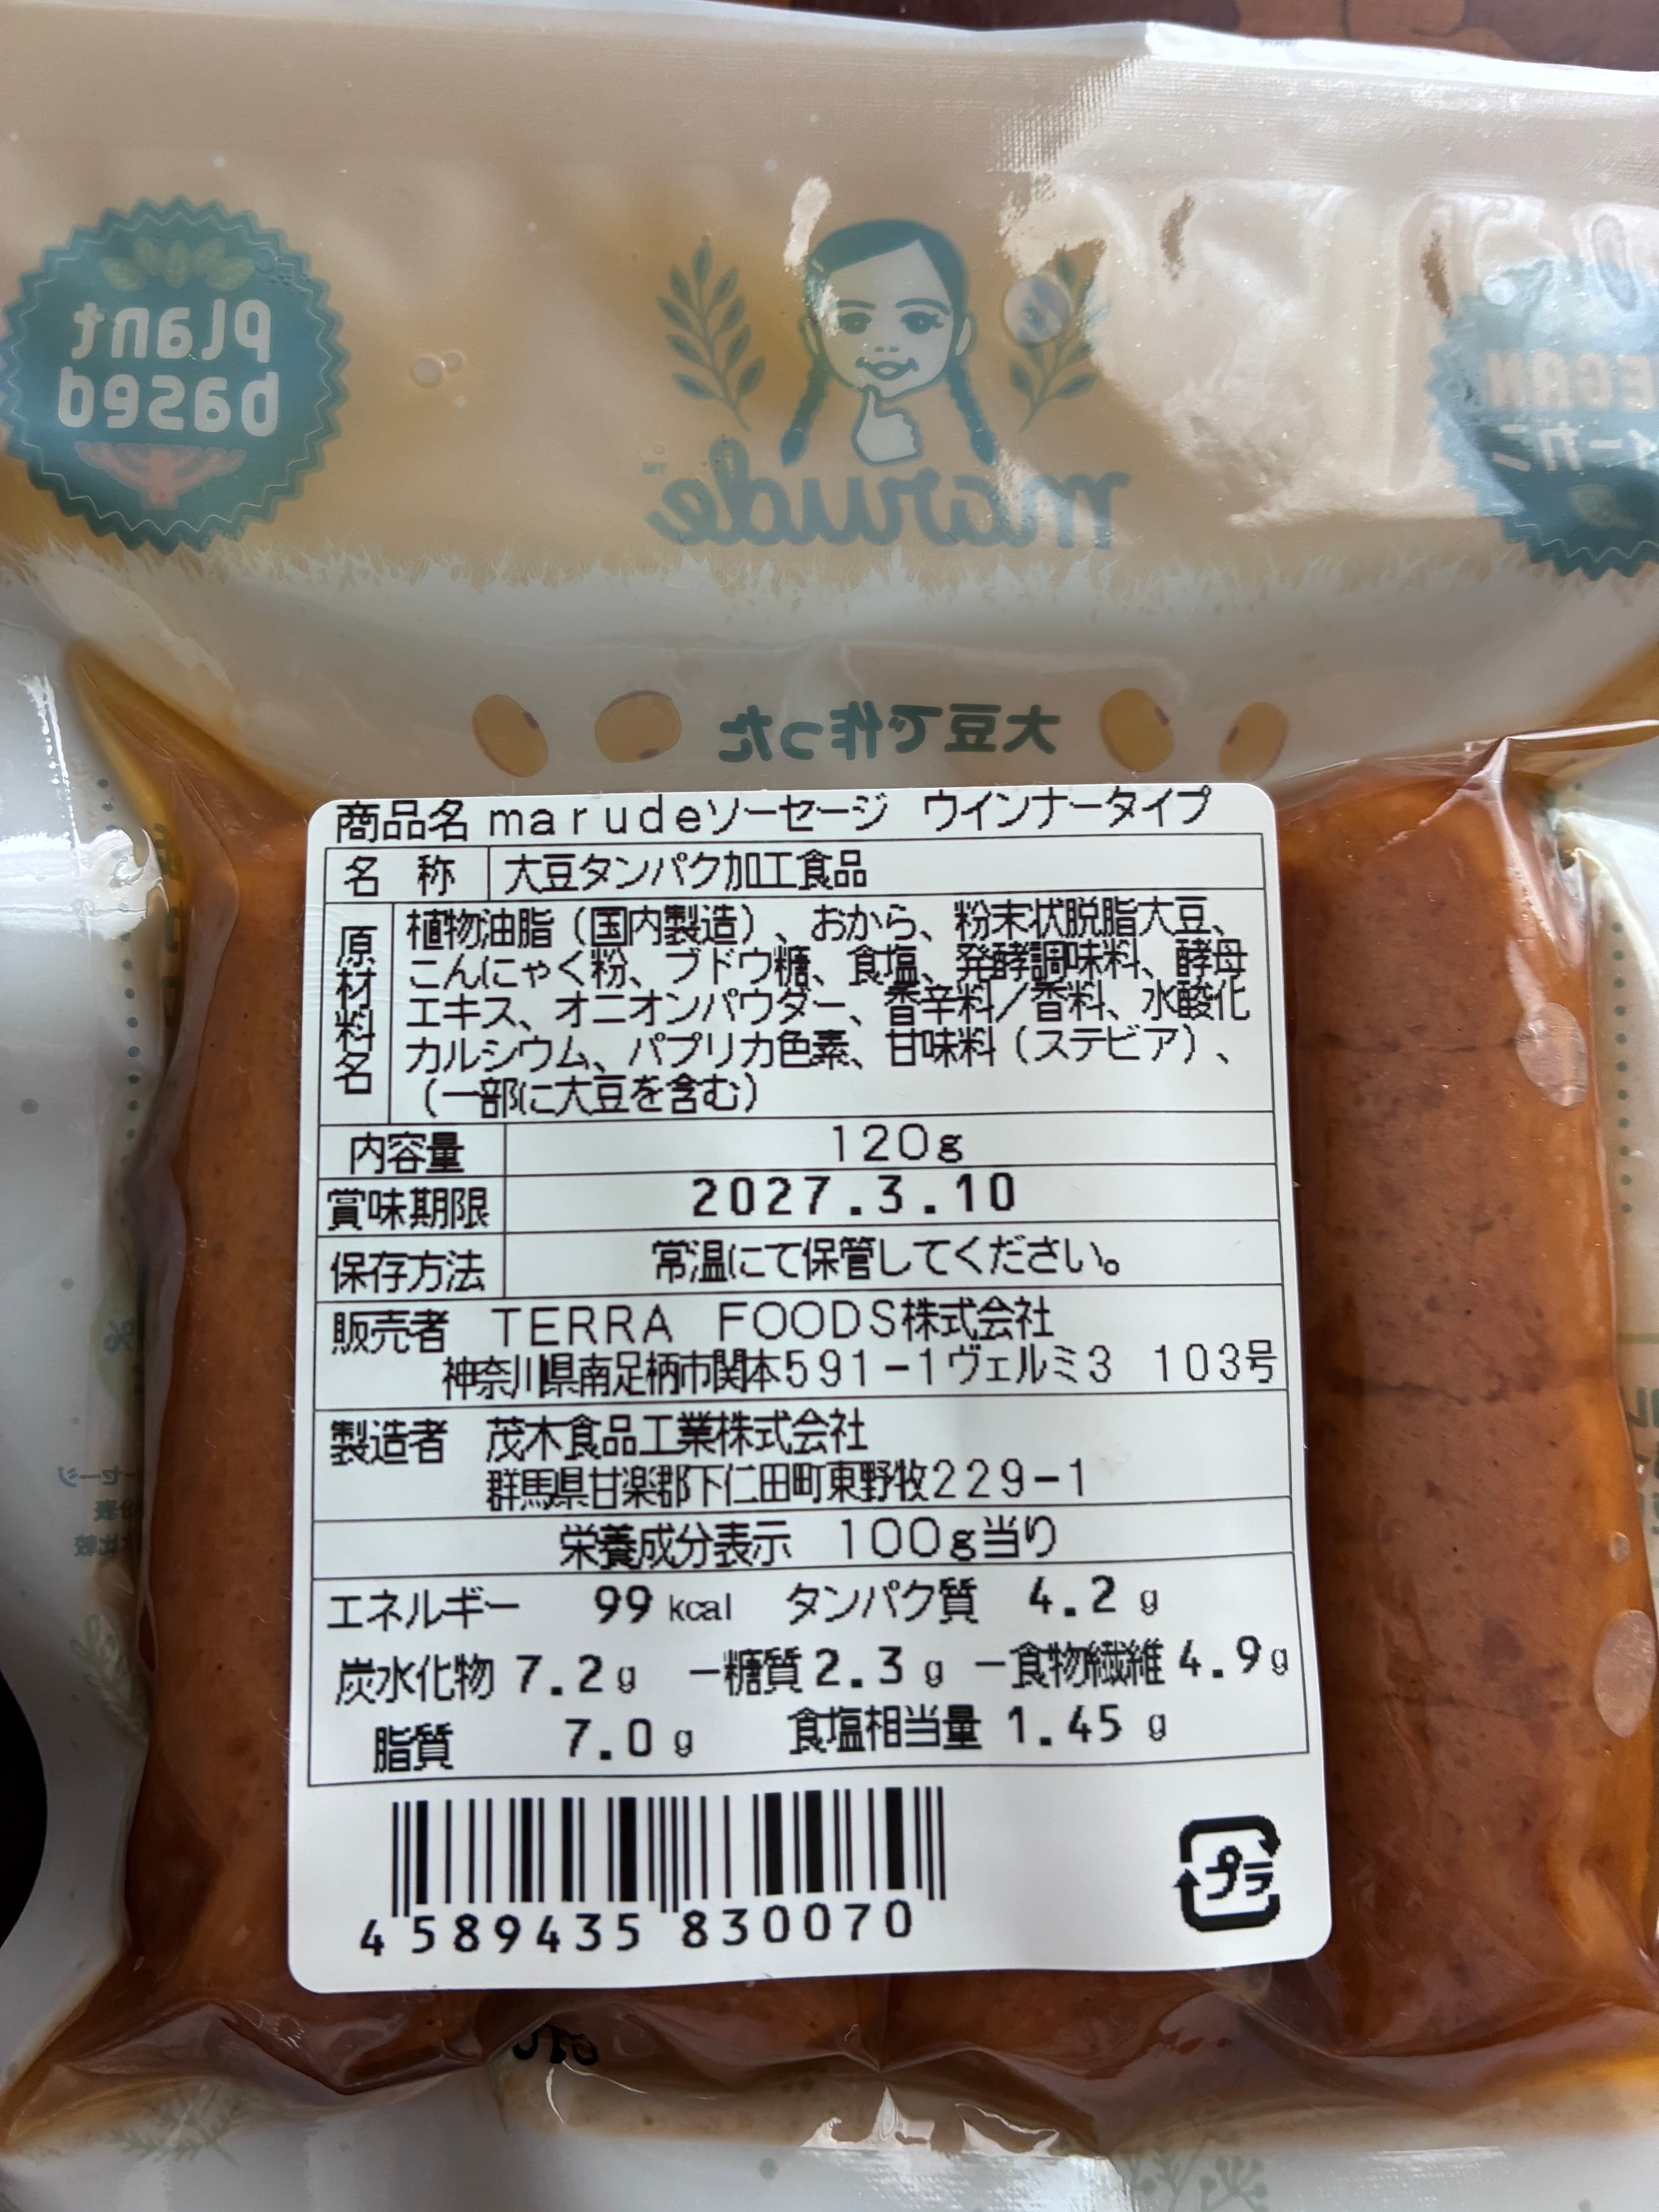 plant
based
marude
EGAN
ィーガン
大豆で作った
商品名 marudeソーセージ ウインナータイプ
名 称 大豆タンパク加工食品
原材料名
植物油脂（国内製造）、おから、粉末状脱脂大豆、
こんにゃく粉、ブドウ糖、食塩、発酵調味料、酵母
エキス、オニオンパウダー、香辛料／香料、水酸化
カルシウム、パプリカ色素、甘味料（ステビア）、
（一部に大豆を含む）
内容量 120g
賞味期限 2027.3.10
保存方法 常温にて保管してください。
販売者 TERRA FOODS株式会社
神奈川県南足柄市関本591-1ヴェルミ3 103号
製造者 茂木食品工業株式会社
群馬県甘楽郡下仁田町東野牧229-1
栄養成分表示 100g当り
エネルギー 99 kcal タンパク質 4.2 g
炭水化物 7.2g －糖質 2.3 g －食物繊維 4.9g
脂質 7.0 g 食塩相当量 1.45 g
4 589435 830070
プラ